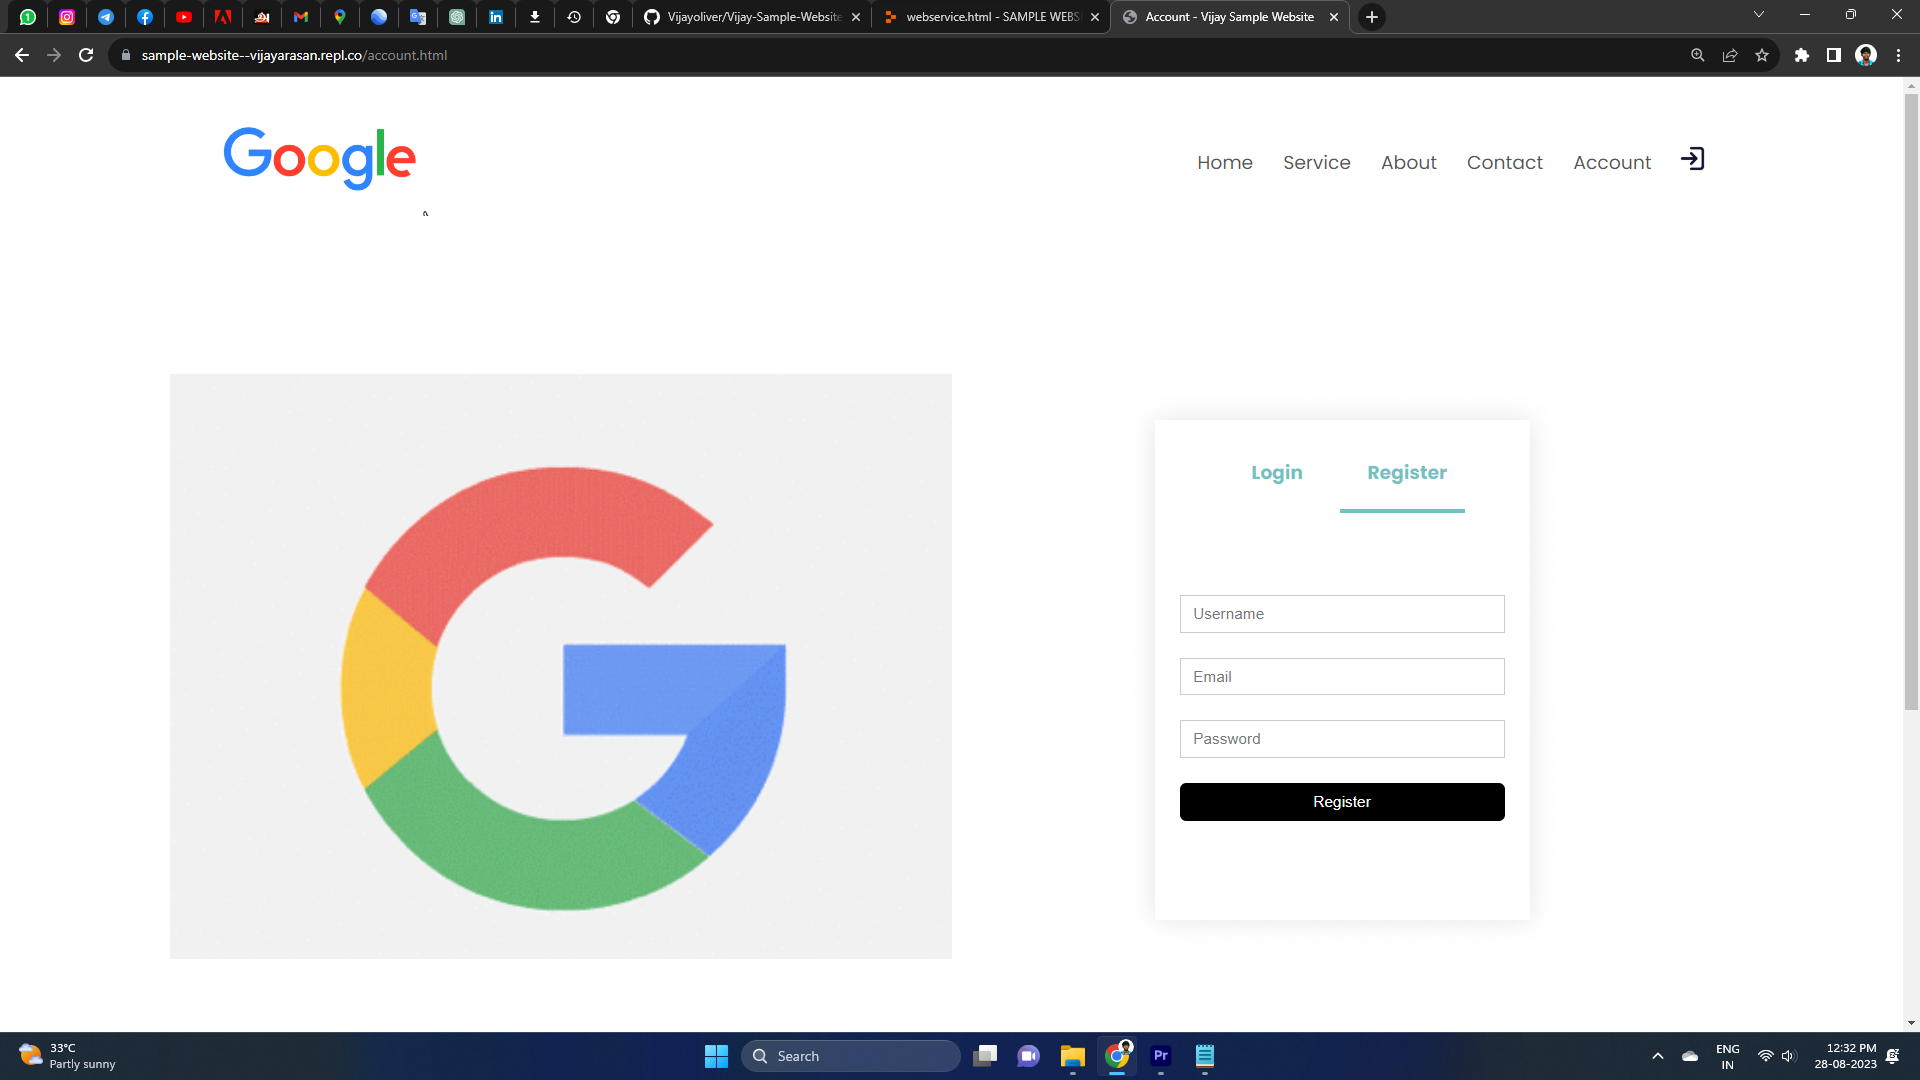 Vijayoliver/Vijay-Sample-Website
webservice.html - SAMPLE WEBS
Account - Vijay Sample Website
sample-website--vijayarasan.repl.co/account.html
Google
Home
Service
About
Contact
Account
Login
Register
Username
Email
Password
Register
33°C
Partly sunny
Search
Pr
ENG
IN
12:32 PM
28-08-2023